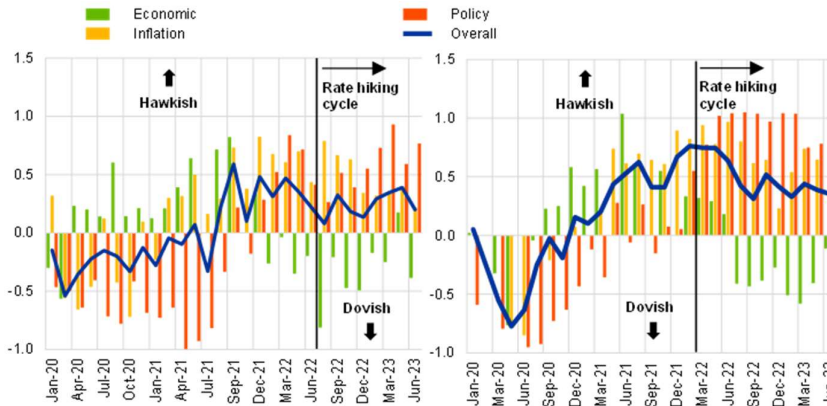 Economic
Policy
Inflation
Overall
1.5
1.0
0.5
0.0
-0.5
-1.0
Hawkish
Rate hiking
cycle
Dovish
Jan-20
Apr-20
Jul-20
Oct-20
Jan-21
Apr-21
Jul-21
Sep-21
Dec-21
Mar-22
Jun-22
Sep-22
Dec-22
Mar-23
Jun-23
1.5
1.0
0.5
0.0
-0.5
-1.0
Hawkish
Rate hiking
cycle
Dovish
Jan-20
Mar-20
Jun-20
Sep-20
Dec-20
Mar-21
Jun-21
Sep-21
Dec-21
Mar-22
Jun-22
Sep-22
Dec-22
Mar-23